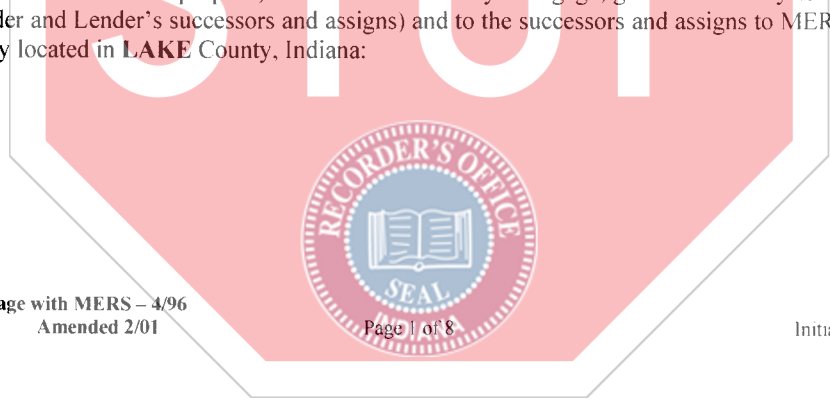 der and Lender's successors and assigns) and to the successors and assigns to MER
y located in LAKE County, Indiana:
RECORDER'S OFFICE
SEAL
INDIANA
age with MERS – 4/96
Amended 2/01
Page 1 of 8
Initia